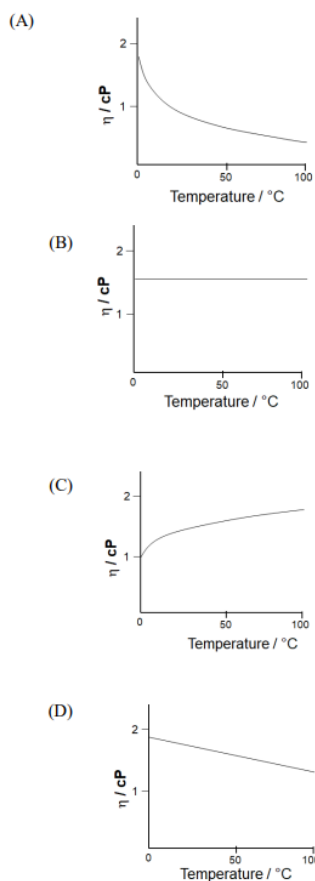 (A)
2
η / cP
1
0
50
100
Temperature / °C
(B)
2
η / cP
1
0
50
100
Temperature / °C
(C)
2
η / cP
1
0
50
100
Temperature / °C
(D)
2
η / cP
1
0
50
100
Temperature / °C